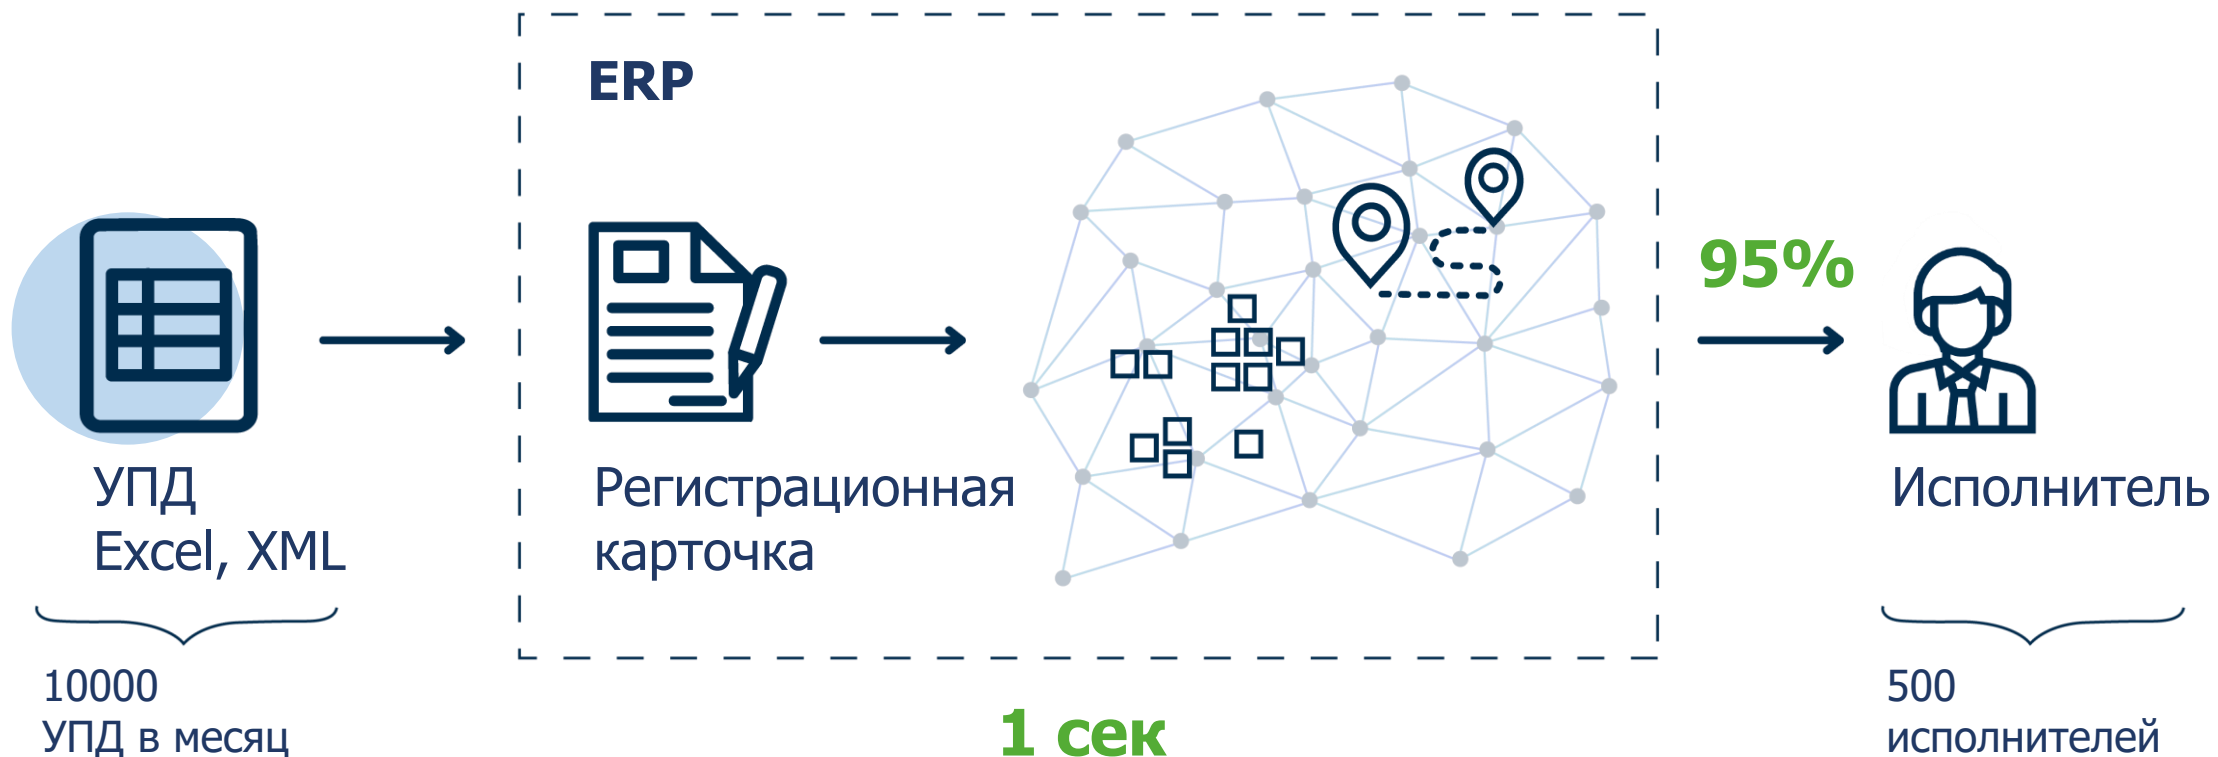 ERP
95%
УПД
Excel, XML
Регистрационная
карточка
Исполнитель
10000
УПД в месяц
1 сек
500
исполнителей